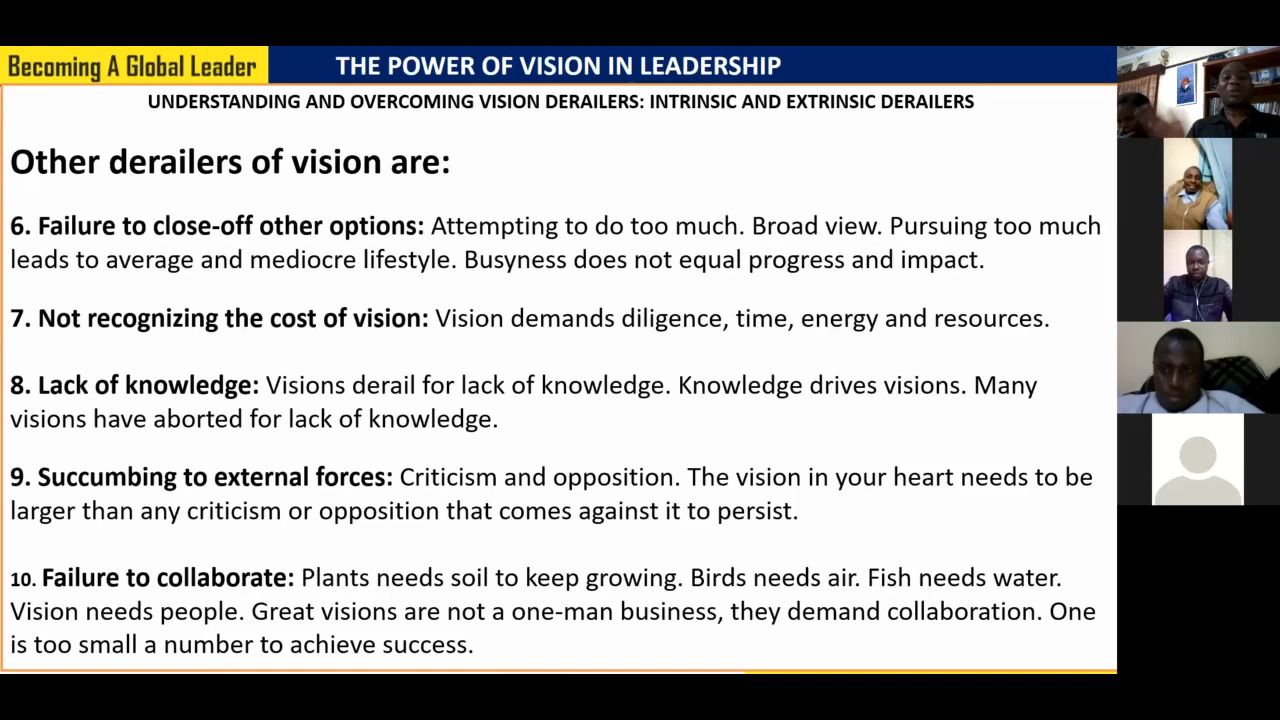 Becoming A Global Leader
THE POWER OF VISION IN LEADERSHIP
UNDERSTANDING AND OVERCOMING VISION DERAILERS: INTRINSIC AND EXTRINSIC DERAILERS
Other derailers of vision are:
6. Failure to close-off other options: Attempting to do too much. Broad view. Pursuing too much
leads to average and mediocre lifestyle. Busyness does not equal progress and impact.
7. Not recognizing the cost of vision: Vision demands diligence, time, energy and resources.
8. Lack of knowledge: Visions derail for lack of knowledge. Knowledge drives visions. Many
visions have aborted for lack of knowledge.
9. Succumbing to external forces: Criticism and opposition. The vision in your heart needs to be
larger than any criticism or opposition that comes against it to persist.
10. Failure to collaborate: Plants needs soil to keep growing. Birds needs air. Fish needs water.
Vision needs people. Great visions are not a one-man business, they demand collaboration. One
is too small a number to achieve success.